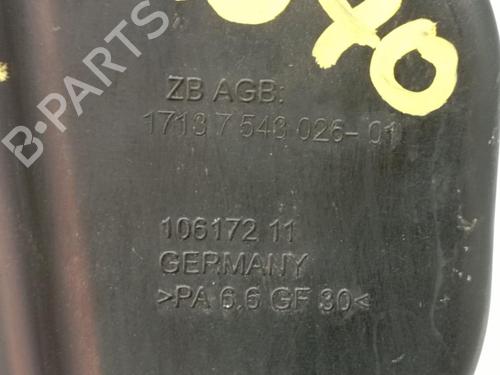 ZB AGB:
1713 7 543 026-01
106172 11
GERMANY
>PA 6.6 GF 30<
B-PARTS